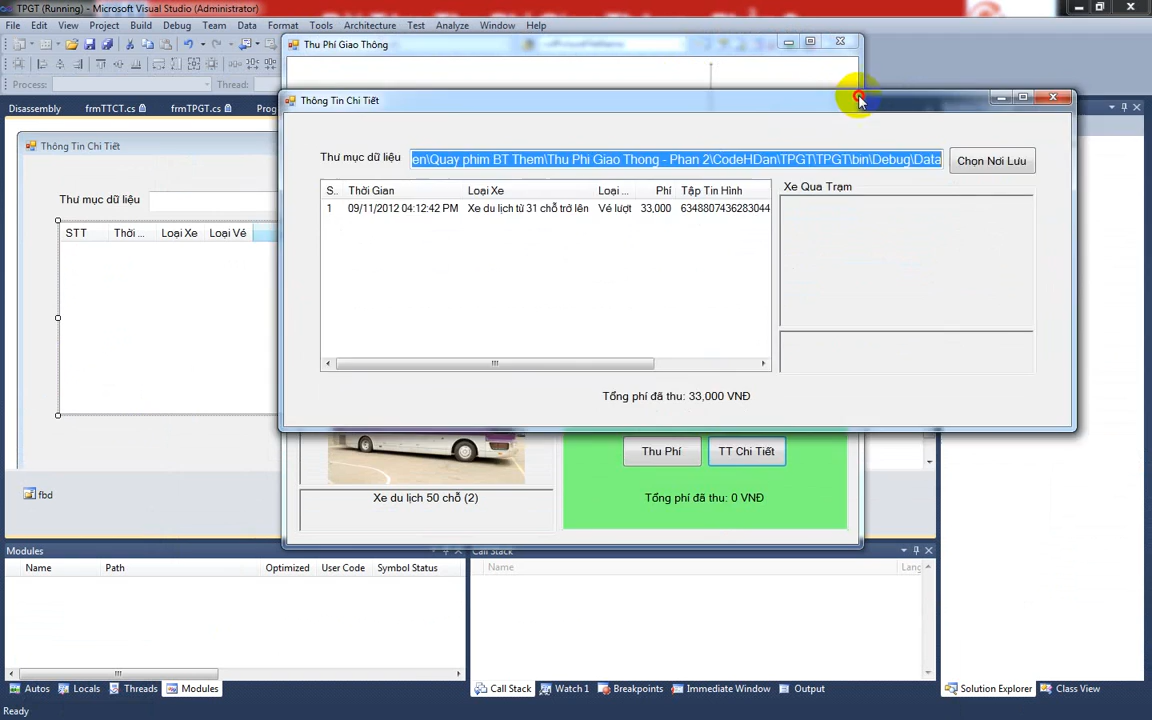 TPGT (Running) - Microsoft Visual Studio (Administrator)
File Edit View Project Build Debug Team Data Format Tools Architecture Test Analyze Window Help
Thu Phí Giao Thông
Process: Thread:
Thông Tin Chi Tiết
Disassembly frmTTCT.cs frmTPGT.cs Prog
Thông Tin Chi Tiết
Thư mục dữ liệu en\Quay phim BT Them\Thu Phi Giao Thong - Phan 2\CodeHDan\TPGT\TPGT\bin\Debug\Data Chọn Nơi Lưu
Xe Qua Trạm
S.. Thời Gian Loại Xe Loại ... Phí Tập Tin Hình
1 09/11/2012 04:12:42 PM Xe du lịch từ 31 chỗ trở lên Vé lượt 33,000 6348807436283044
Thư mục dữ liệu
STT Thời ... Loại Xe Loại Vé
Tổng phí đã thu: 33,000 VNĐ
Thu Phí TT Chi Tiết
fbd
Xe du lịch 50 chỗ (2)
Tổng phí đã thu: 0 VNĐ
Modules Call Stack
Name Path Optimized User Code Symbol Status Name Lang
Autos Locals Threads Modules Call Stack Watch 1 Breakpoints Immediate Window Output Solution Explorer Class View
Ready